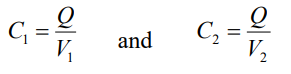 C₁ = Q/V₁ and C₂ = Q/V₂